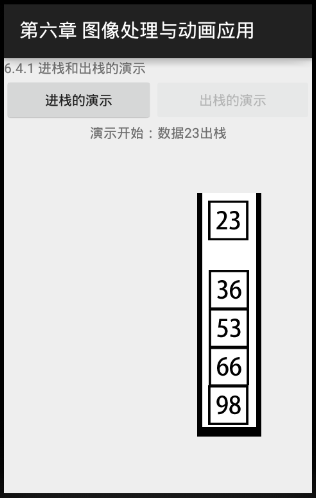 第六章 图像处理与动画应用
6.4.1 进栈和出栈的演示
进栈的演示 出栈的演示
演示开始：数据23出栈
23
36
53
66
98